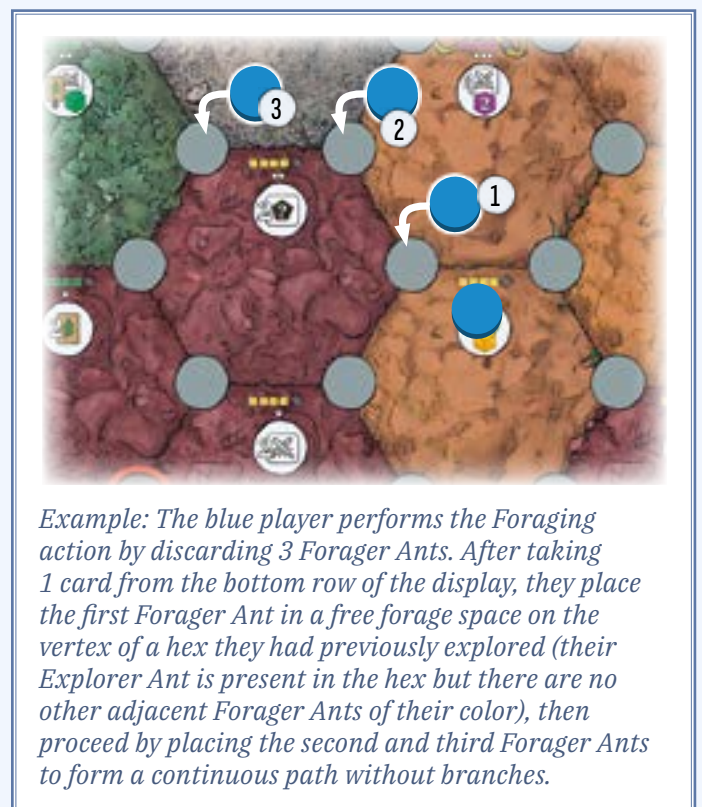 3
2
1
2
Example: The blue player performs the Foraging
action by discarding 3 Forager Ants. After taking
1 card from the bottom row of the display, they place
the first Forager Ant in a free forage space on the
vertex of a hex they had previously explored (their
Explorer Ant is present in the hex but there are no
other adjacent Forager Ants of their color), then
proceed by placing the second and third Forager Ants
to form a continuous path without branches.